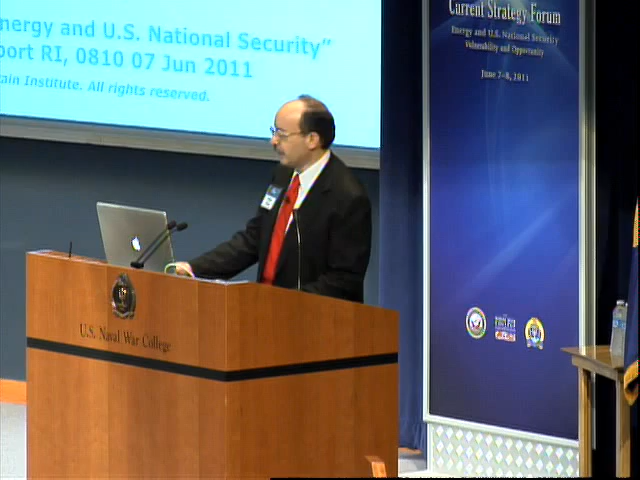 nergy and U.S. National Security”
port RI, 0810 07 Jun 2011
ain Institute. All rights reserved.
Current Strategy Forum
Energy and U.S. National Security
Vulnerability and Opportunity
June 7-8, 2011
U.S. Naval War College